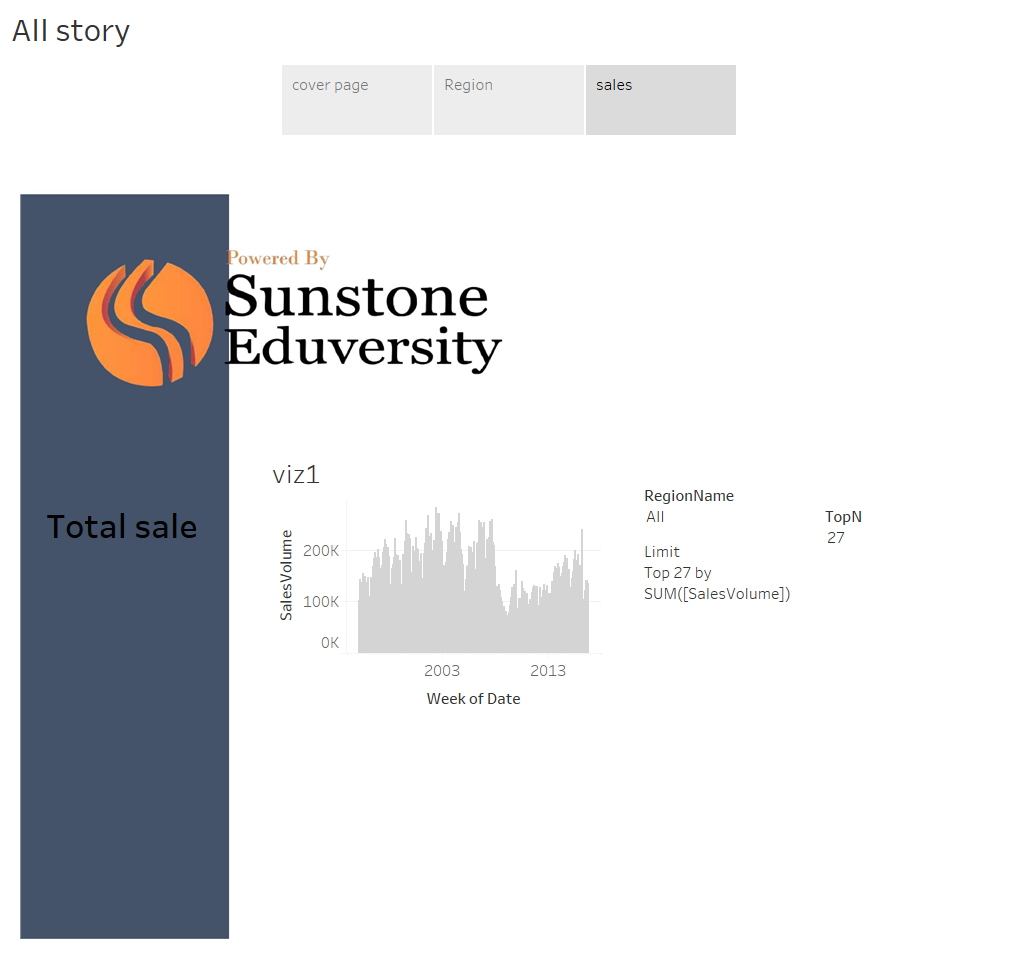 All story
cover page
Region
sales
Powered By
Sunstone
Eduversity
Total sale
viz1
SalesVolume
200K
100K
0K
2003
2013
Week of Date
RegionName
All
TopN
27
Limit
Top 27 by
SUM([SalesVolume])